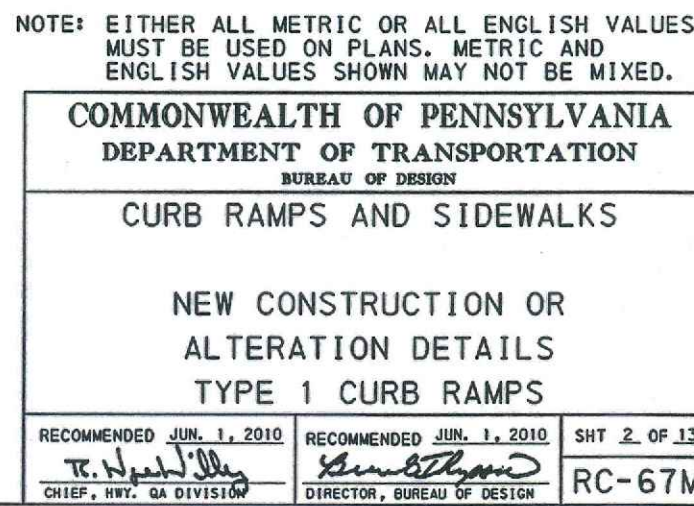 NOTE: EITHER ALL METRIC OR ALL ENGLISH VALUES
MUST BE USED ON PLANS. METRIC AND
ENGLISH VALUES SHOWN MAY NOT BE MIXED.
COMMONWEALTH OF PENNSYLVANIA
DEPARTMENT OF TRANSPORTATION
BUREAU OF DESIGN
CURB RAMPS AND SIDEWALKS
NEW CONSTRUCTION OR
ALTERATION DETAILS
TYPE 1 CURB RAMPS
RECOMMENDED JUN. 1, 2010
CHIEF, HWY. QA DIVISION
RECOMMENDED JUN. 1, 2010
DIRECTOR, BUREAU OF DESIGN
SHT 2 OF 13
RC-67M